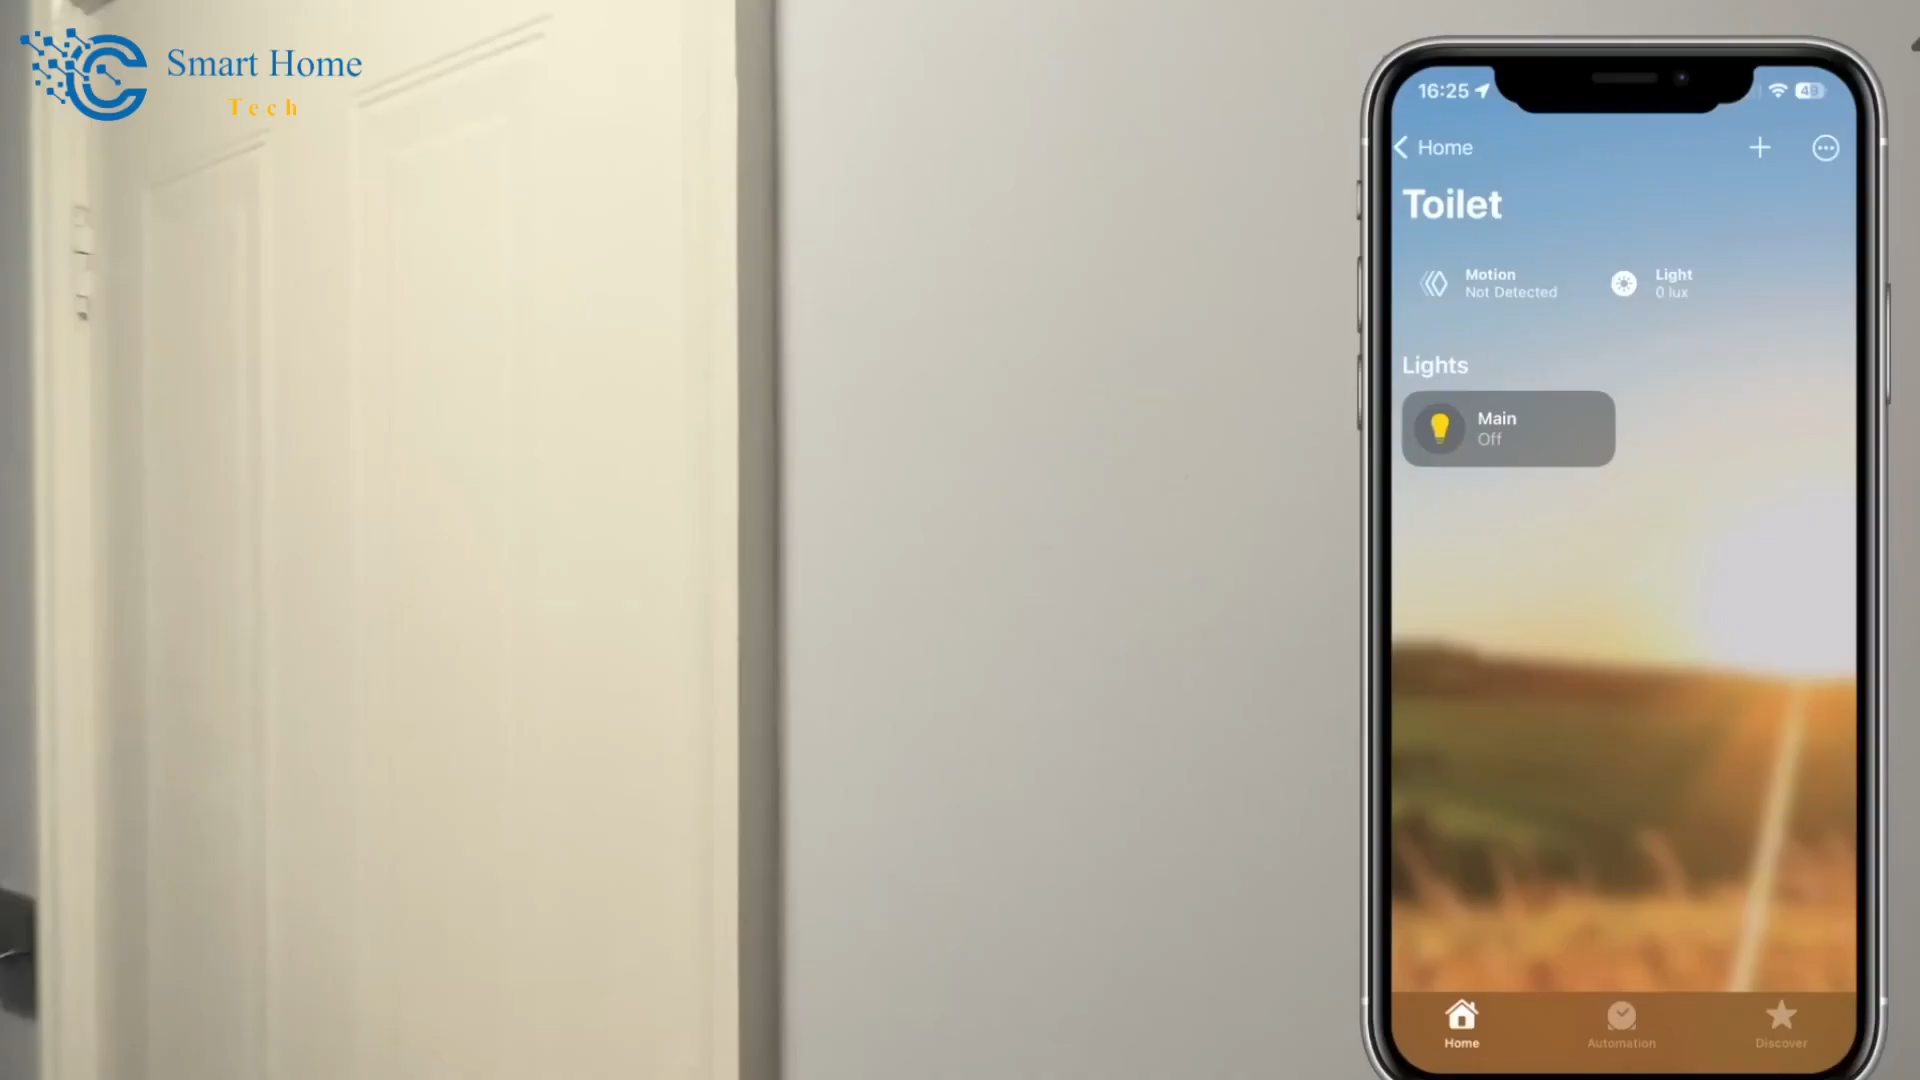 Smart Home
Tech
16:25
48
Home
Toilet
Motion
Not Detected
Light
0 lux
Lights
Main
Off
Home
Automation
Discover